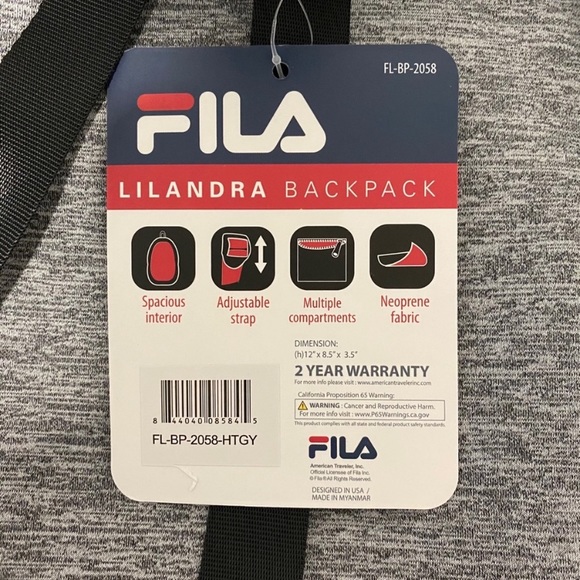 FL-BP-2058
FILA
LILANDRA BACKPACK
Spacious
interior
Adjustable
strap
Multiple
compartments
Neoprene
fabric
DIMENSION:
(h)12" x 8.5" x 3.5"
2 YEAR WARRANTY
For more info please visit : www.americantravelerinc.com
California Proposition 65 Warning:
WARNING : Cancer and Reproductive Harm.
For more info visit : www.P65Warnings.ca.gov
This product complies with all state and federal product safety standards.
8 44040 08584 5
FL-BP-2058-HTGY
FILA
American Traveler, Inc.
Official Licensee of Fila Inc.
©Fila® All Rights Reserved.
DESIGNED IN USA /
MADE IN MYANMAR